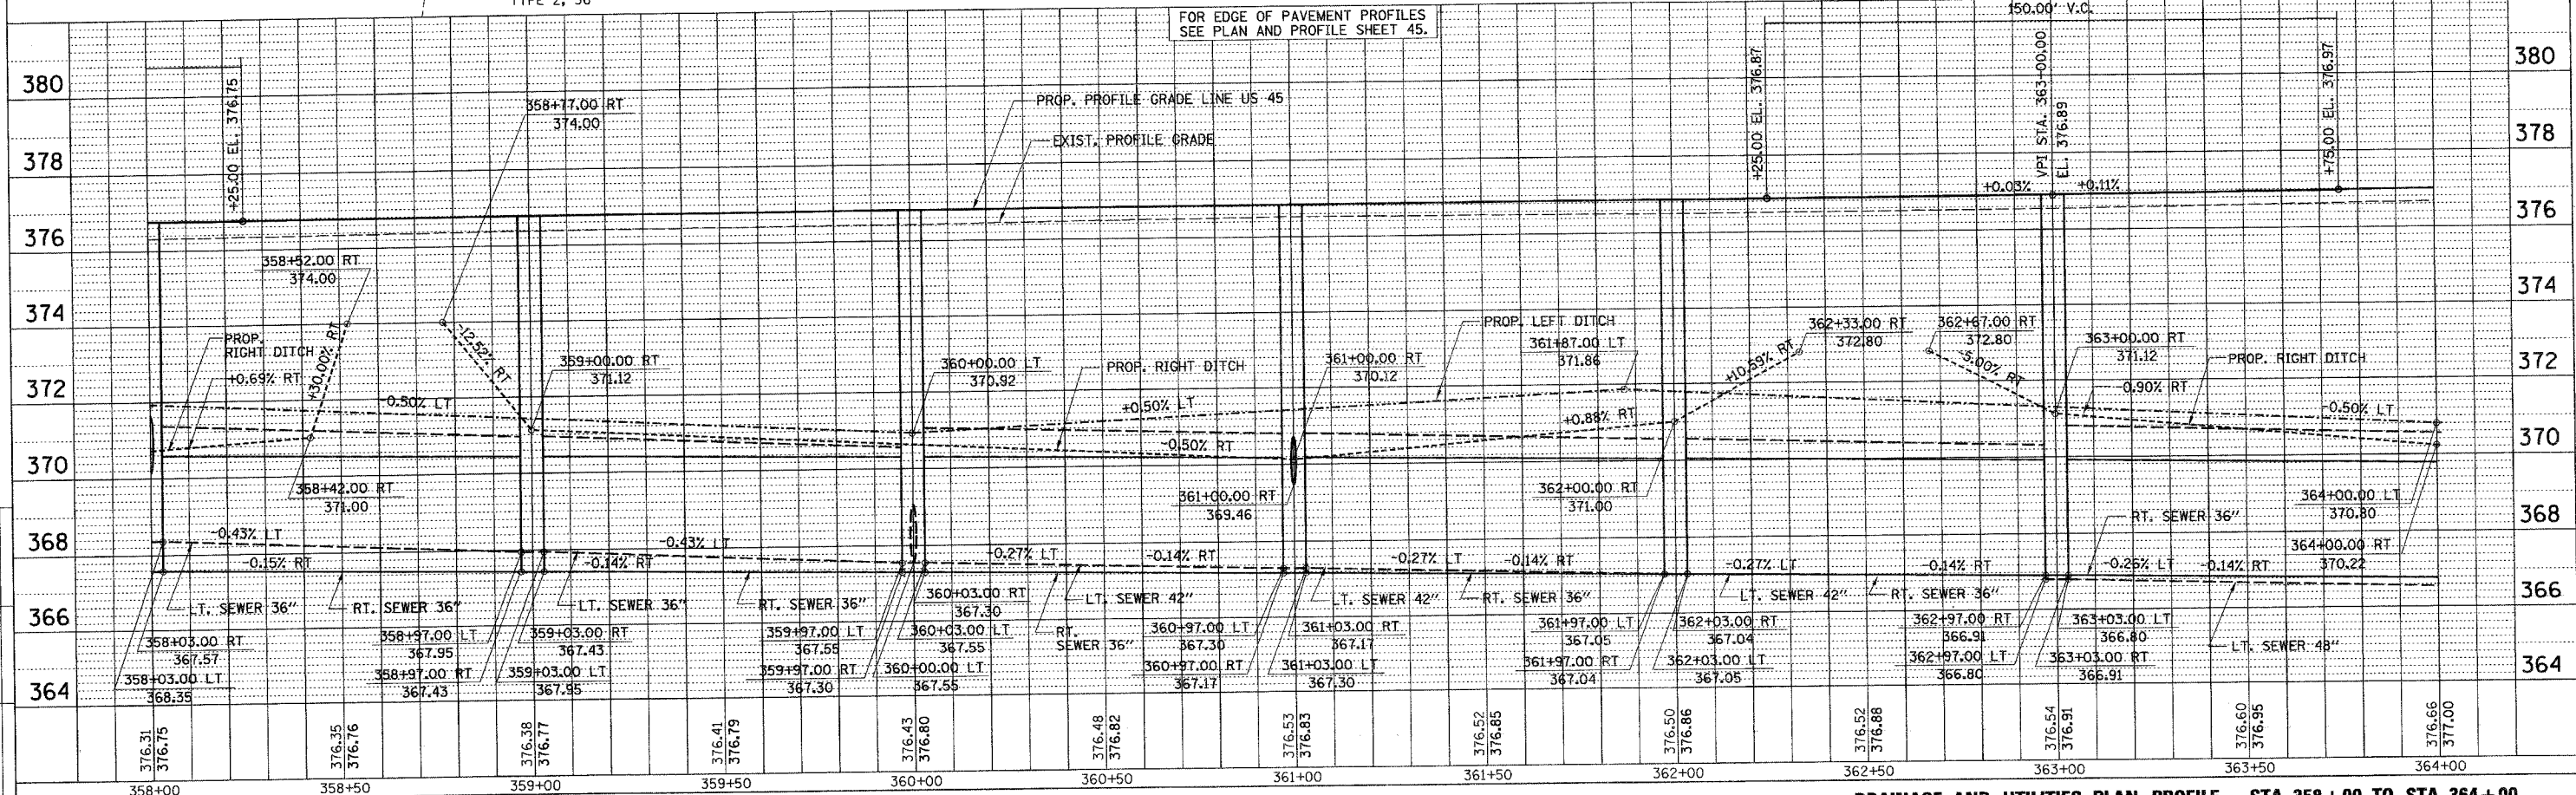 TYPE 2, 36"
FOR EDGE OF PAVEMENT PROFILES
SEE PLAN AND PROFILE SHEET 45.
150.00' V.C.
+25.00 EL. 376.75
+25.00 EL. 376.87
VPI STA. 363+00.00
EL. 376.89
+75.00 EL. 376.97
380
378
376
374
372
370
368
366
364
380
378
376
374
372
370
368
366
364
358+77.00 RT
374.00
PROP. PROFILE GRADE LINE US 45
EXIST. PROFILE GRADE
+0.03%
+0.11%
358+52.00 RT
374.00
PROP.
RIGHT DITCH
+0.69% RT
+30.00% RT
-12.52% RT
-0.50% LT
359+00.00 RT
371.12
360+00.00 LT
370.92
PROP. RIGHT DITCH
+0.50% LT
-0.50% RT
361+00.00 RT
370.12
PROP. LEFT DITCH
361+87.00 LT
371.86
+0.88% RT
+10.59% RT
362+33.00 RT
372.80
362+67.00 RT
372.80
-5.00% RT
363+00.00 RT
371.12
PROP. RIGHT DITCH
-0.90% RT
-0.50% LT
358+42.00 RT
371.00
361+00.00 RT
369.46
362+00.00 RT
371.00
364+00.00 LT
370.80
364+00.00 RT
370.22
-0.43% LT
-0.15% RT
-0.43% LT
-0.14% RT
-0.27% LT
-0.14% RT
-0.27% LT
-0.14% RT
-0.27% LT
-0.14% RT
RT. SEWER 36"
-0.26% LT
-0.14% RT
LT. SEWER 36"
RT. SEWER 36"
LT. SEWER 36"
RT. SEWER 36"
LT. SEWER 42"
RT.
SEWER 36"
LT. SEWER 42"
RT. SEWER 36"
LT. SEWER 42"
RT. SEWER 36"
LT. SEWER 48"
358+03.00 RT
367.57
358+03.00 LT
368.35
358+97.00 LT
367.95
358+97.00 RT
367.43
359+03.00 RT
367.43
359+03.00 LT
367.95
359+97.00 LT
367.55
359+97.00 RT
367.30
360+03.00 RT
367.30
360+03.00 LT
367.55
360+00.00 LT
367.55
360+97.00 LT
367.30
360+97.00 RT
367.17
361+03.00 RT
367.17
361+03.00 LT
367.30
361+97.00 LT
367.05
361+97.00 RT
367.04
362+03.00 RT
367.04
362+03.00 LT
367.05
362+97.00 RT
366.91
362+97.00 LT
366.80
363+03.00 LT
366.80
363+03.00 RT
366.91
376.31
376.75
376.35
376.76
376.38
376.77
376.41
376.79
376.43
376.80
376.48
376.82
376.53
376.83
376.52
376.85
376.50
376.86
376.52
376.88
376.54
376.91
376.60
376.95
376.66
377.00
358+00
358+50
359+00
359+50
360+00
360+50
361+00
361+50
362+00
362+50
363+00
363+50
364+00
DRAINAGE AND UTILITIES PLAN PROFILE - STA 358+00 TO STA 364+00